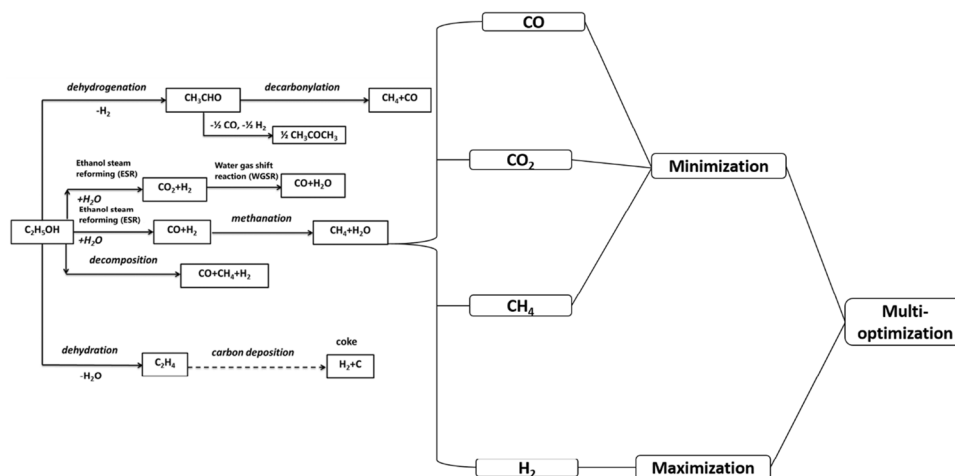 CO
dehydrogenation
-H₂
CH₃CHO
decarbonylation
CH₄+CO
-½ CO, -½ H₂
½ CH₃COCH₃
Ethanol steam
reforming (ESR)
+H₂O
CO₂+H₂
Water gas shift
reaction (WGSR)
CO+H₂O
CO₂
Minimization
Ethanol steam
reforming (ESR)
+H₂O
C₂H₅OH
CO+H₂
methanation
CH₄+H₂O
decomposition
CO+CH₄+H₂
CH₄
Multi-
optimization
dehydration
-H₂O
C₂H₄
carbon deposition
coke
H₂+C
H₂
Maximization